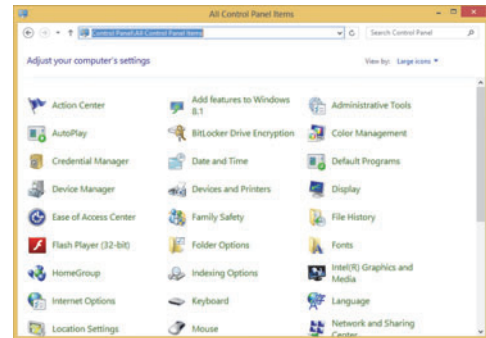 All Control Panel Items
Control Panel\All Control Panel Items
Search Control Panel
Adjust your computer's settings
View by: Large icons
Action Center
Add features to Windows
8.1
Administrative Tools
AutoPlay
BitLocker Drive Encryption
Color Management
Credential Manager
Date and Time
Default Programs
Device Manager
Devices and Printers
Display
Ease of Access Center
Family Safety
File History
Flash Player (32-bit)
Folder Options
Fonts
HomeGroup
Indexing Options
Intel(R) Graphics and
Media
Internet Options
Keyboard
Language
Location Settings
Mouse
Network and Sharing
Center